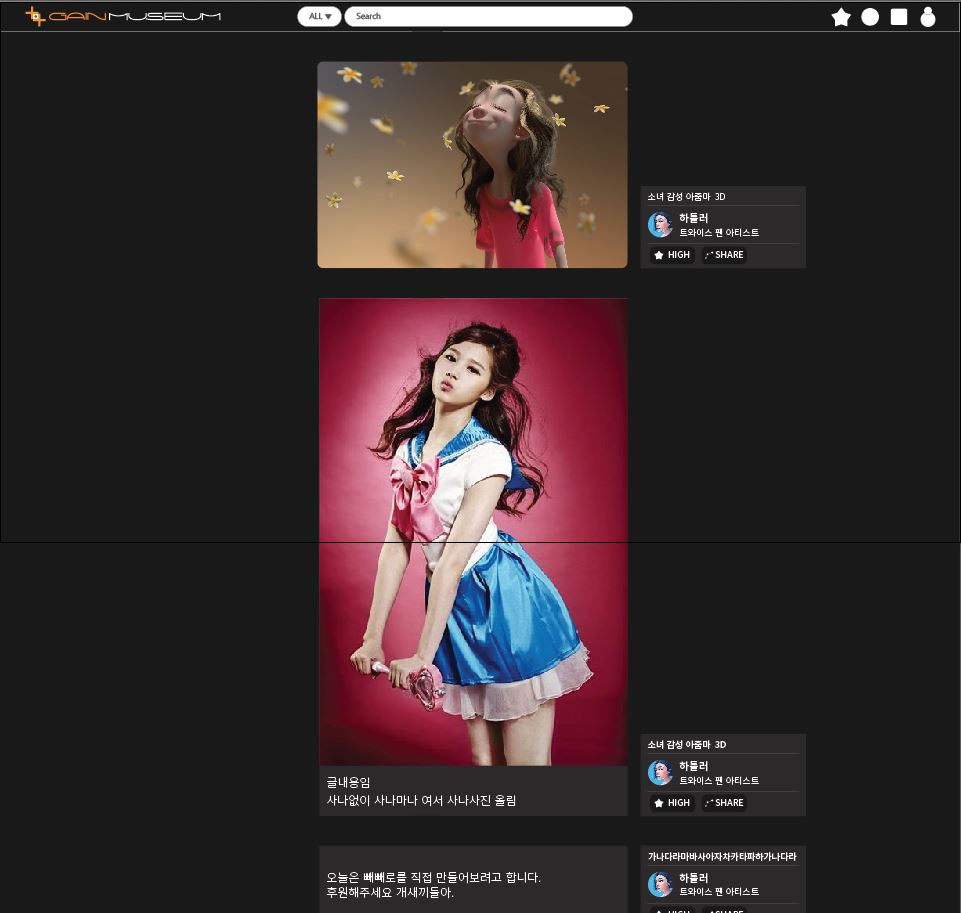 GAIN MUSEUM
ALL ▼
Search
소녀 감성 아줌마 3D
하들러
트와이스 팬 아티스트
HIGH
SHARE
글내용임
사나없이 사나마나 여서 사나사진 올림
소녀 감성 아줌마 3D
하들러
트와이스 팬 아티스트
HIGH
SHARE
오늘은 빼빼로를 직접 만들어보려고 합니다.
후원해주세요 개새끼들아.
가나다라마바사아자차카타파하가나다라
하들러
트와이스 팬 아티스트
HIGH
SHARE